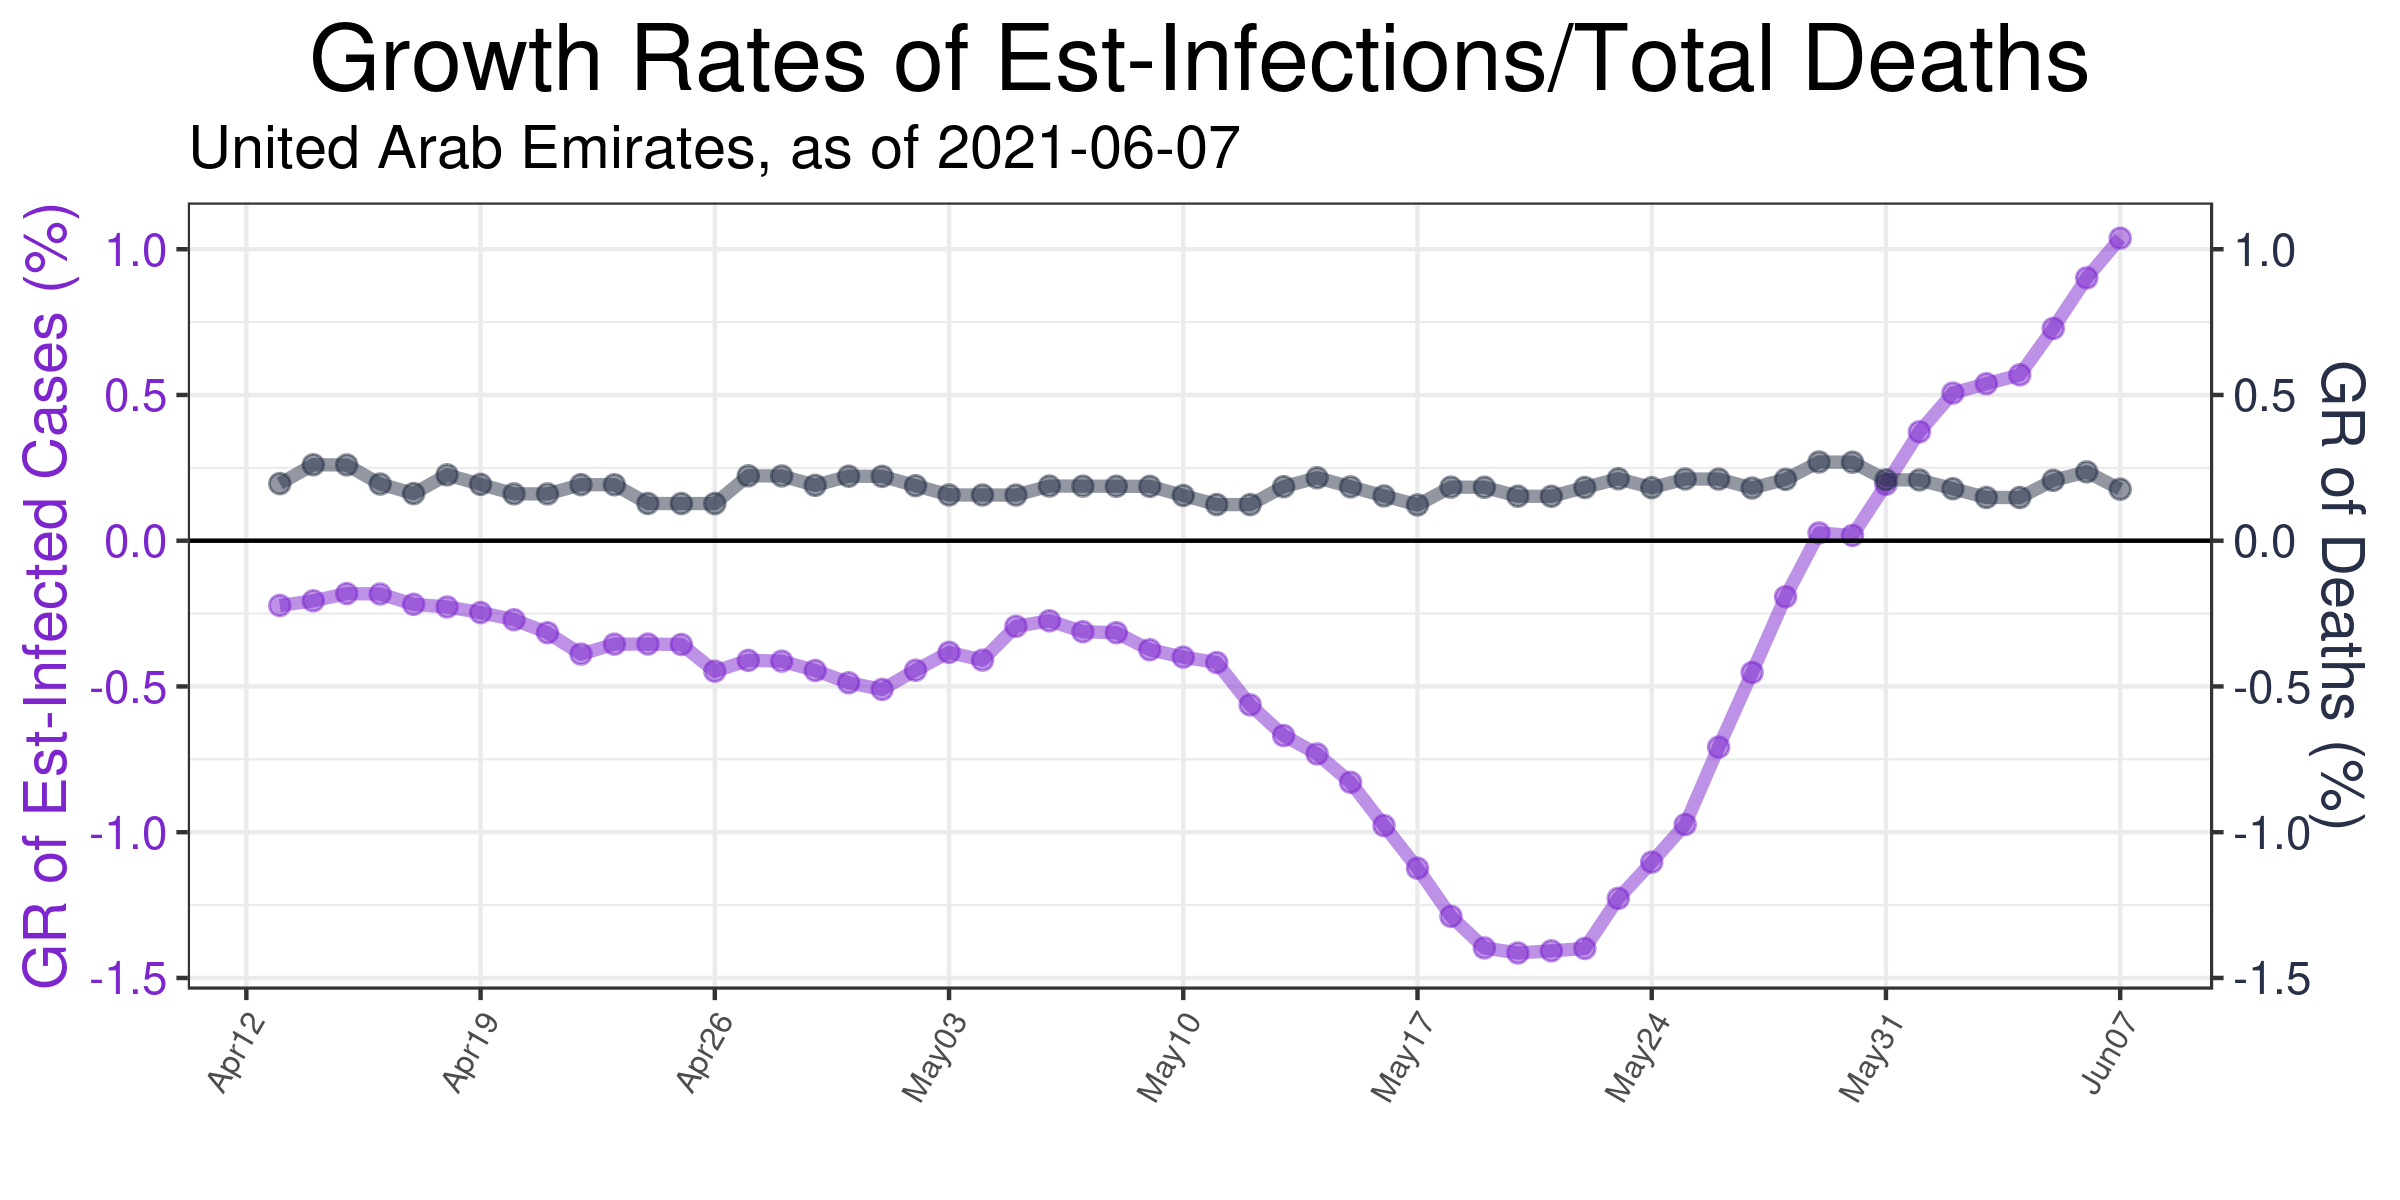 Growth Rates of Est-Infections/Total Deaths
United Arab Emirates, as of 2021-06-07
GR of Est-Infected Cases (%)
1.0
0.5
0.0
-0.5
-1.0
-1.5
1.0
0.5
0.0
-0.5
-1.0
-1.5
GR of Deaths (%)
Apr12
Apr19
Apr26
May03
May10
May17
May24
May31
Jun07